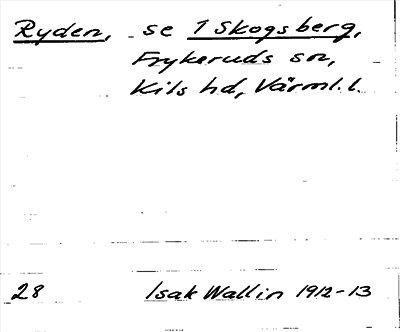 Ryden, se 1 Skogsberg,
Frykeruds sn,
Kils hd, Värml. l.
28 Isak Wallin 1912-13